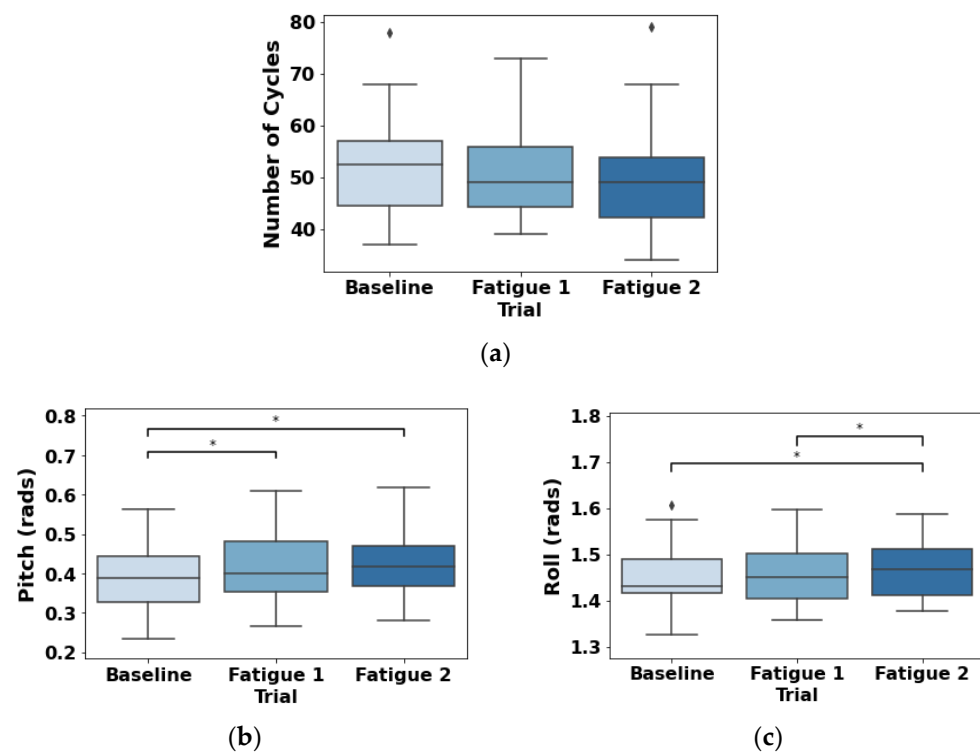 80
70
60
50
40
Number of Cycles
Baseline Fatigue 1 Fatigue 2
Trial
(a)
0.8
0.7
0.6
0.5
0.4
0.3
0.2
Pitch (rads)
*
*
Baseline Fatigue 1 Fatigue 2
Trial
(b)
1.8
1.7
1.6
1.5
1.4
1.3
Roll (rads)
*
*
Baseline Fatigue 1 Fatigue 2
Trial
(c)